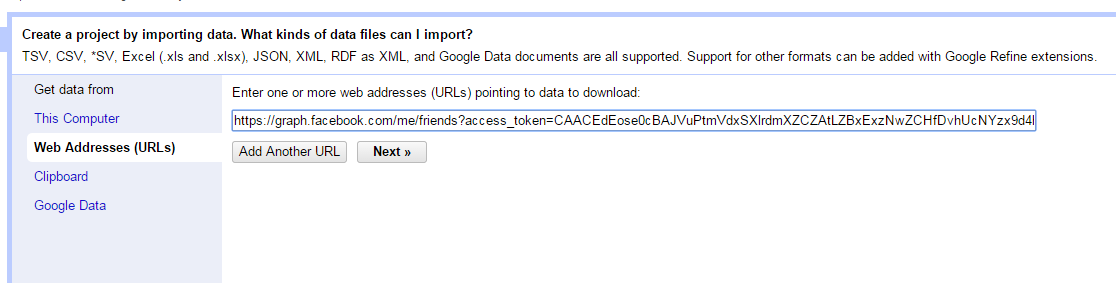 Create a project by importing data. What kinds of data files can I import?
TSV, CSV, *SV, Excel (.xls and .xlsx), JSON, XML, RDF as XML, and Google Data documents are all supported. Support for other formats can be added with Google Refine extensions.
Get data from
Enter one or more web addresses (URLs) pointing to data to download:
This Computer
https://graph.facebook.com/me/friends?access_token=CAACEdEose0cBAJVuPtmVdxSXIrdmXZCZAtLZBxExzNwZCHfDvhUcNYzx9d4l
Web Addresses (URLs)
Add Another URL
Next »
Clipboard
Google Data